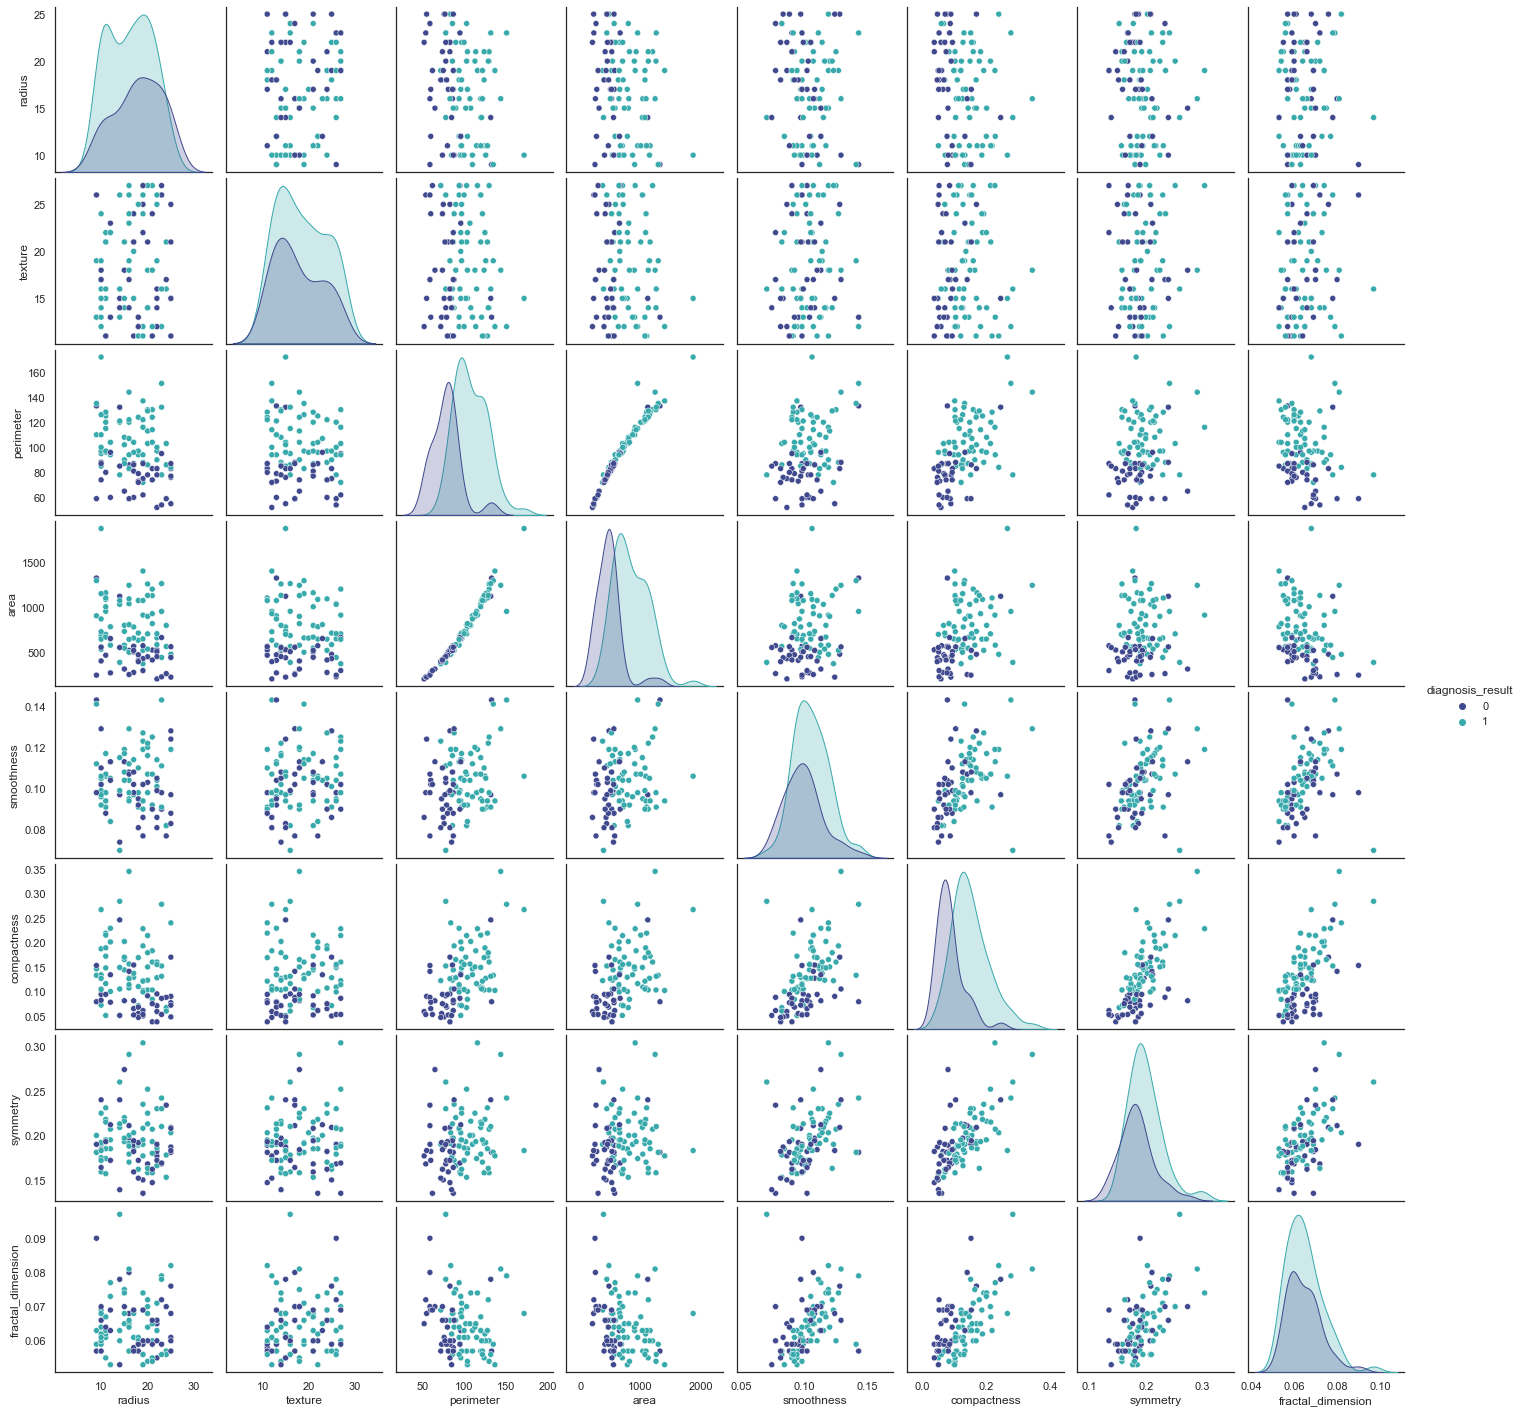 25
20
15
10
radius
25
20
15
texture
160
140
120
100
80
60
perimeter
1500
1000
500
area
0.14
0.12
0.10
0.08
smoothness
0.35
0.30
0.25
0.20
0.15
0.10
0.05
compactness
0.30
0.25
0.20
0.15
symmetry
0.09
0.08
0.07
0.06
fractal_dimension
10 20 30
radius
10 20 30
texture
50 100 150 200
perimeter
0 1000 2000
area
0.05 0.10 0.15
smoothness
0.0 0.2 0.4
compactness
0.1 0.2 0.3
symmetry
0.04 0.06 0.08 0.10
fractal_dimension
diagnosis_result
0
1